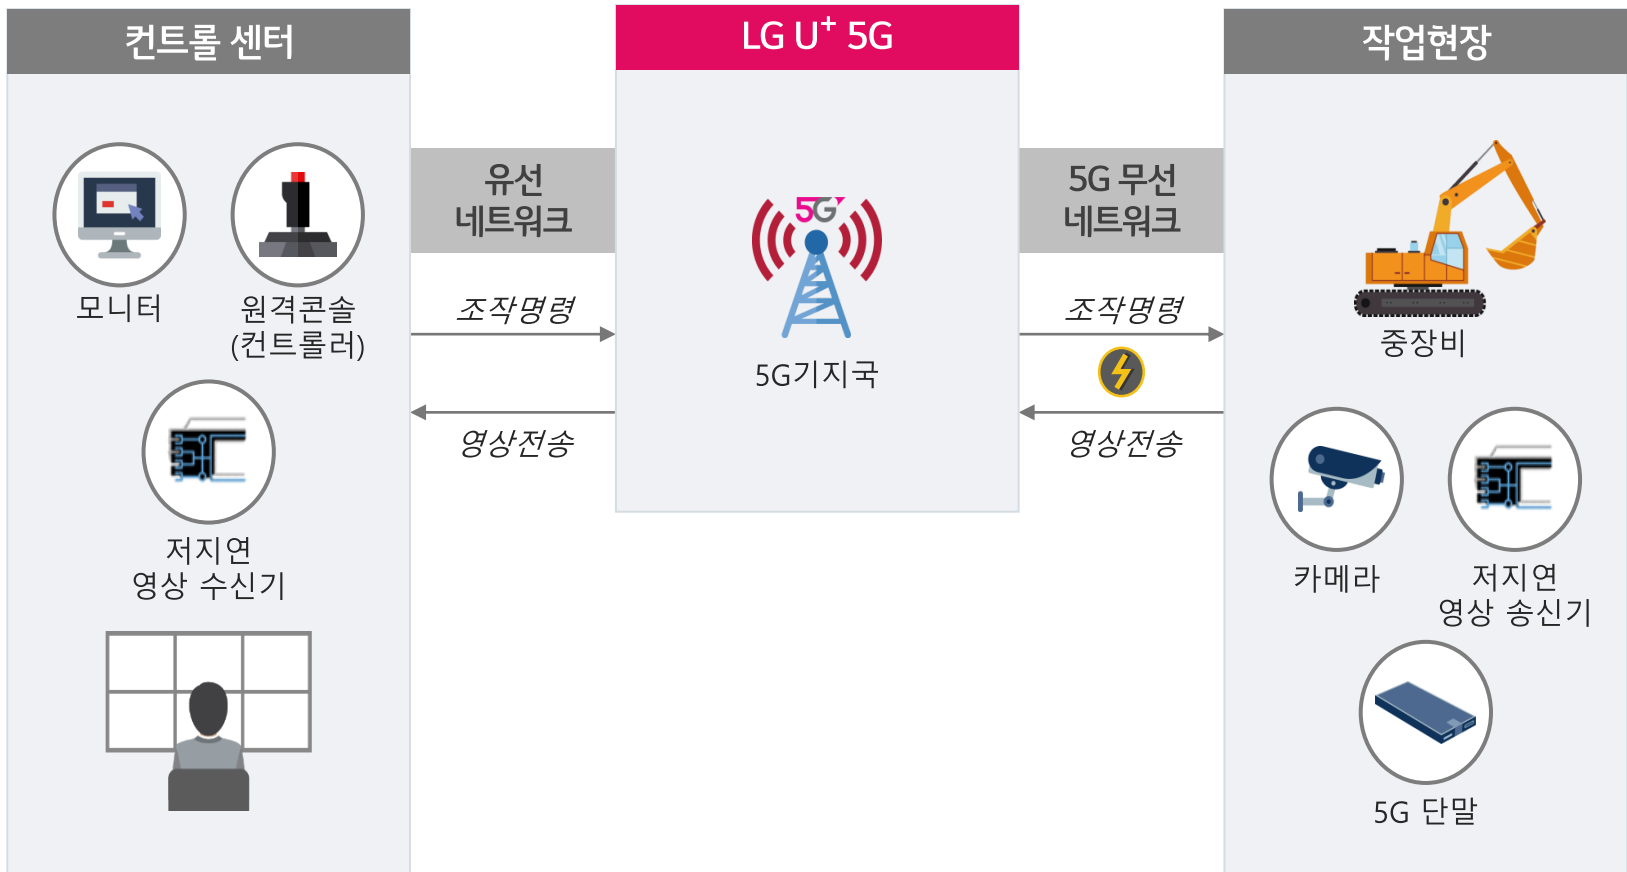 컨트롤 센터
모니터
원격콘솔
(컨트롤러)
저지연
영상 수신기
유선
네트워크
조작명령
영상전송
LG U⁺ 5G
5G
5G기지국
5G 무선
네트워크
조작명령
영상전송
작업현장
중장비
카메라
저지연
영상 송신기
5G 단말